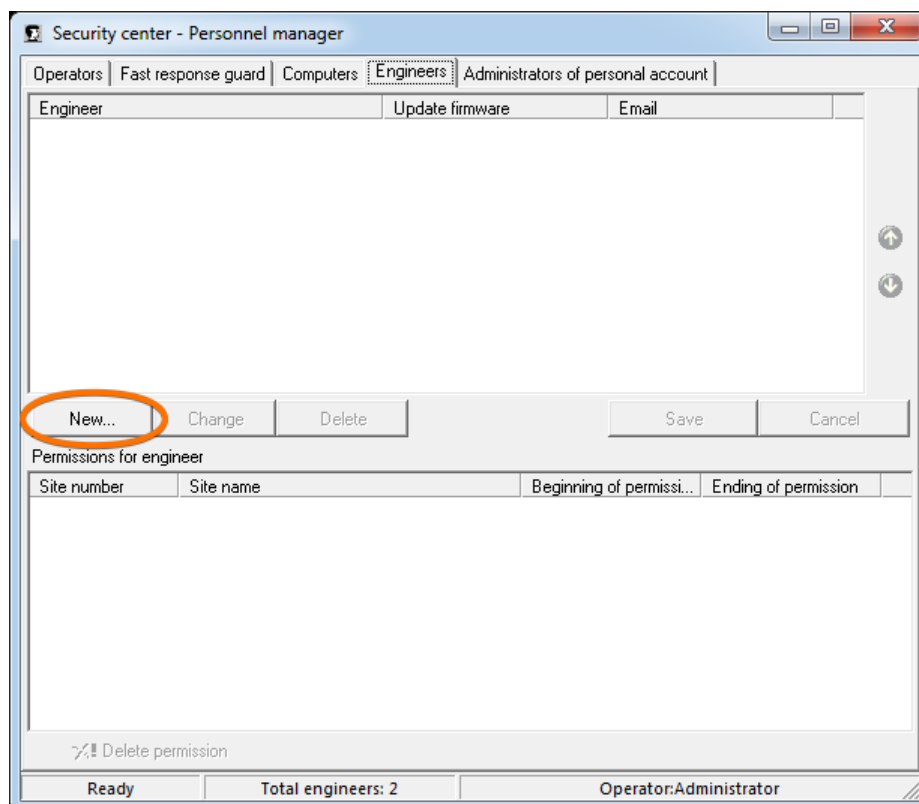 Security center - Personnel manager
Operators Fast response guard Computers Engineers Administrators of personal account
Engineer Update firmware Email
New... Change Delete Save Cancel
Permissions for engineer
Site number Site name Beginning of permissi... Ending of permission
Delete permission
Ready Total engineers: 2 Operator:Administrator